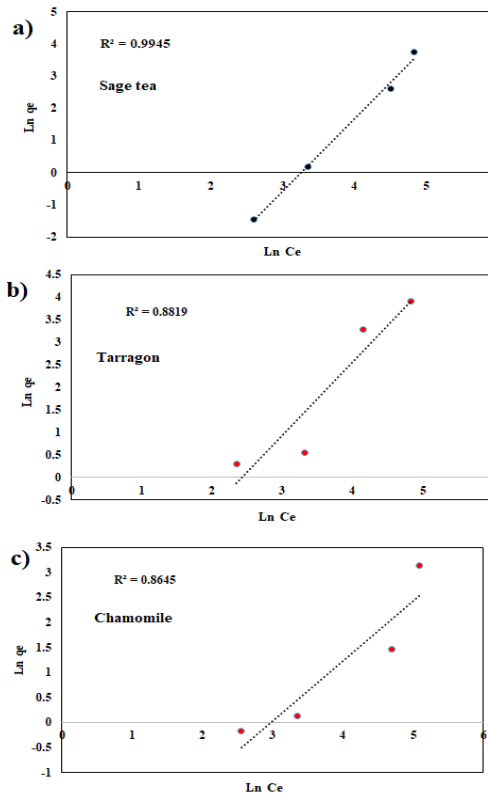 a)
5
R² = 0.9945
4
3
Sage tea
2
Ln qe
1
0
0 1 2 3 4 5
-1
-2
Ln Ce
b)
4.5
4
R² = 0.8819
3.5
3
Tarragon
2.5
Ln qe
2
1.5
1
0.5
0
0 1 2 3 4 5
-0.5
Ln Ce
c)
3.5
3
R² = 0.8645
2.5
2
Chamomile
1.5
Ln qe
1
0.5
0
0 1 2 3 4 5 6
-0.5
-1
Ln Ce